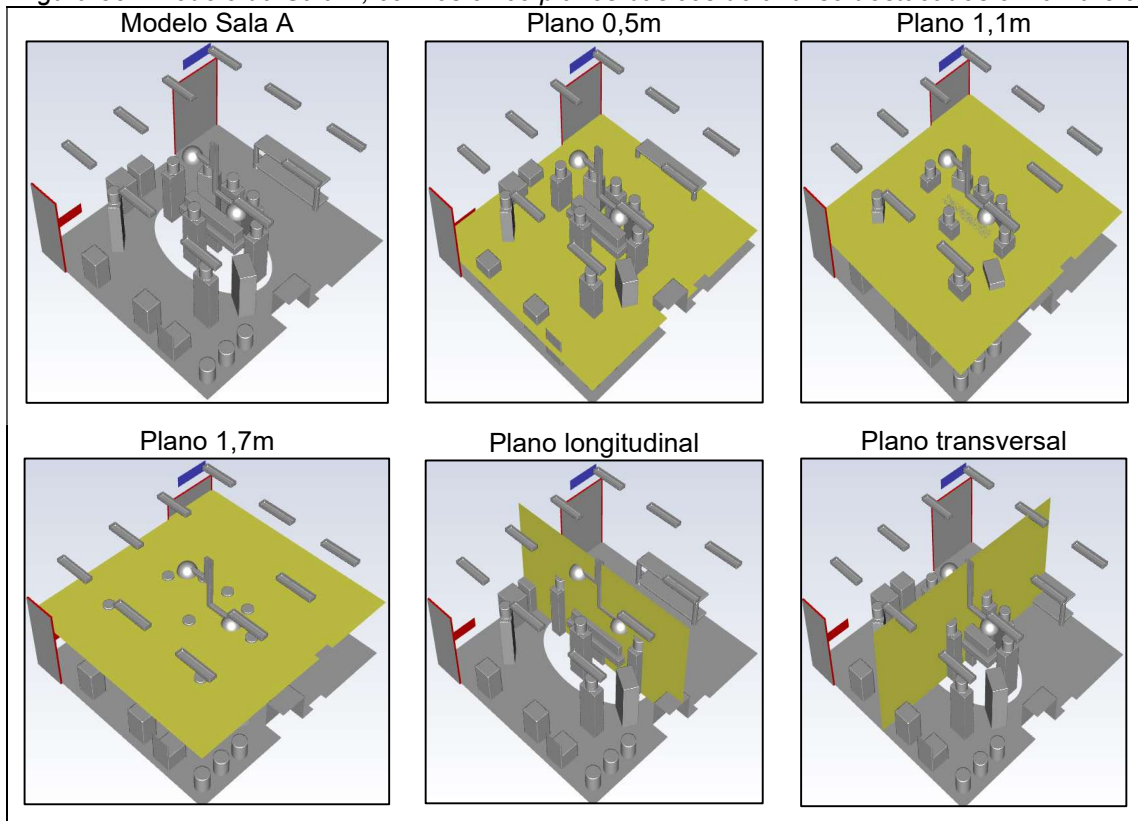 Modelo Sala A
Plano 0,5m
Plano 1,1m
Plano 1,7m
Plano longitudinal
Plano transversal